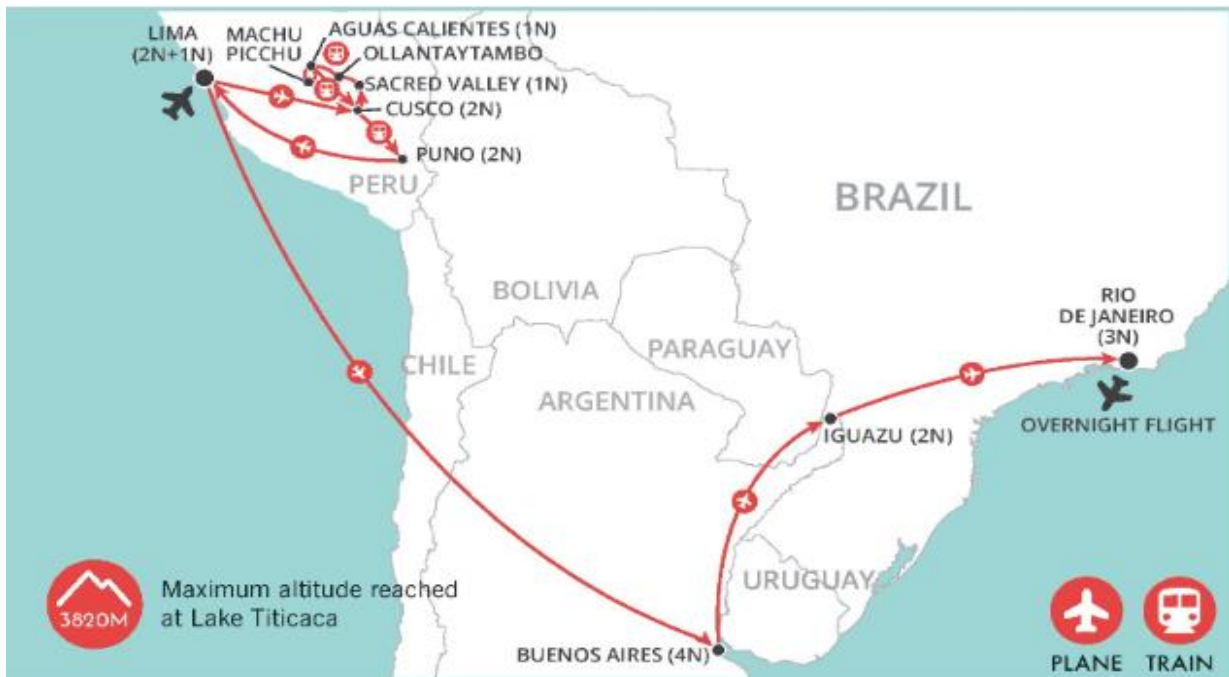 LIMA
(2N+1N)
MACHU
PICCHU
AGUAS CALIENTES (1N)
OLLANTAYTAMBO
SACRED VALLEY (1N)
CUSCO (2N)
PUNO (2N)
PERU
BRAZIL
BOLIVIA
PARAGUAY
CHILE
ARGENTINA
RIO
DE JANEIRO
(3N)
OVERNIGHT FLIGHT
IGUAZU (2N)
URUGUAY
BUENOS AIRES (4N)
3820M
Maximum altitude reached
at Lake Titicaca
PLANE
TRAIN